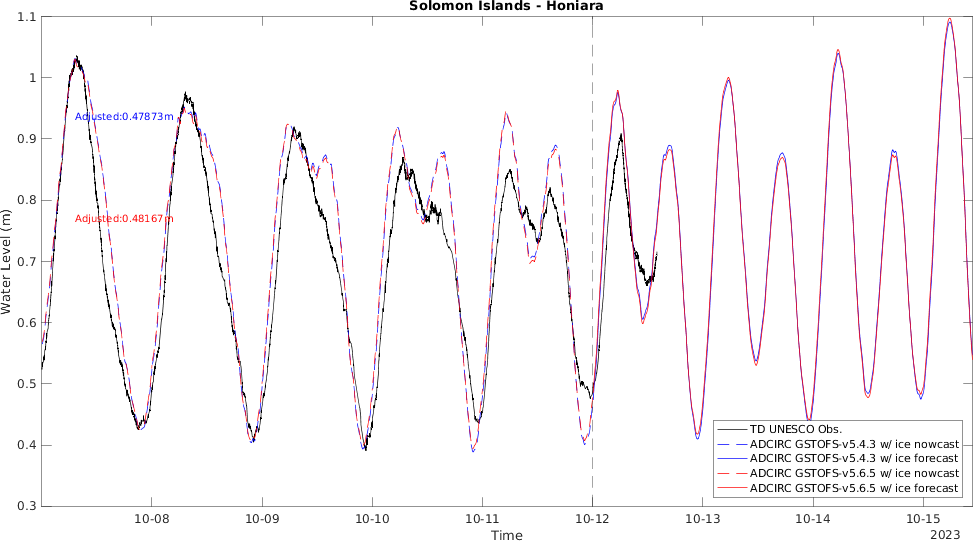 Solomon Islands - Honiara
1.1
1
0.9
0.8
0.7
0.6
0.5
0.4
0.3
Water Level (m)
Adjusted:0.47873m
Adjusted:0.48167m
TD UNESCO Obs.
ADCIRC GSTOFS-v5.4.3 w/ ice nowcast
ADCIRC GSTOFS-v5.4.3 w/ ice forecast
ADCIRC GSTOFS-v5.6.5 w/ ice nowcast
ADCIRC GSTOFS-v5.6.5 w/ ice forecast
10-08 10-09 10-10 10-11 10-12 10-13 10-14 10-15
Time
2023